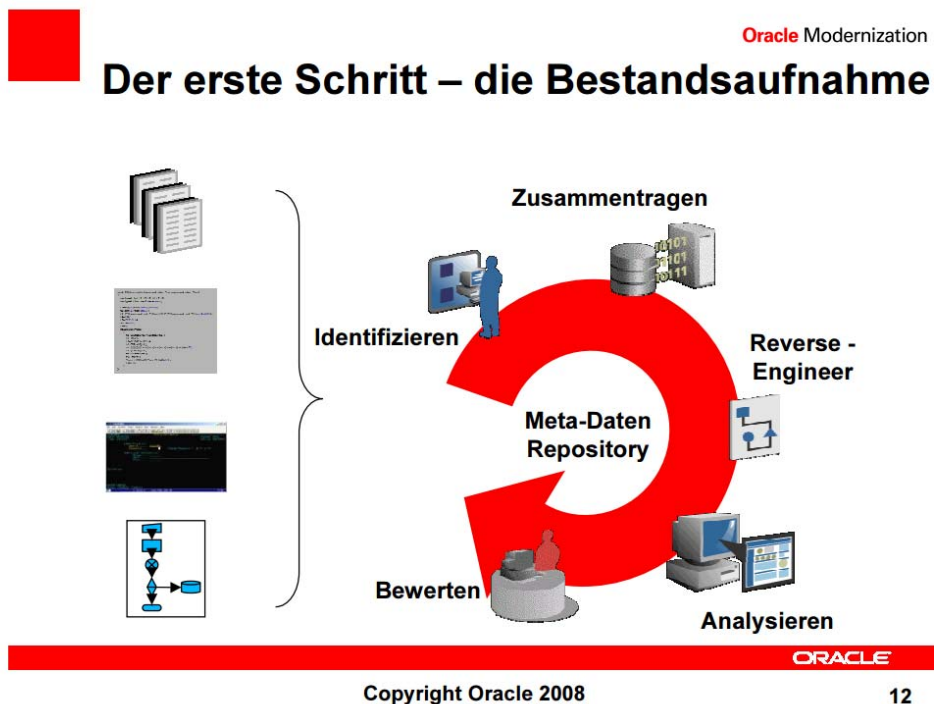 Oracle Modernization
Der erste Schritt – die Bestandsaufnahme
Zusammentragen
10101
Identifizieren
Reverse -
Engineer
Meta-Daten
Repository
Bewerten
Analysieren
ORACLE
Copyright Oracle 2008
12